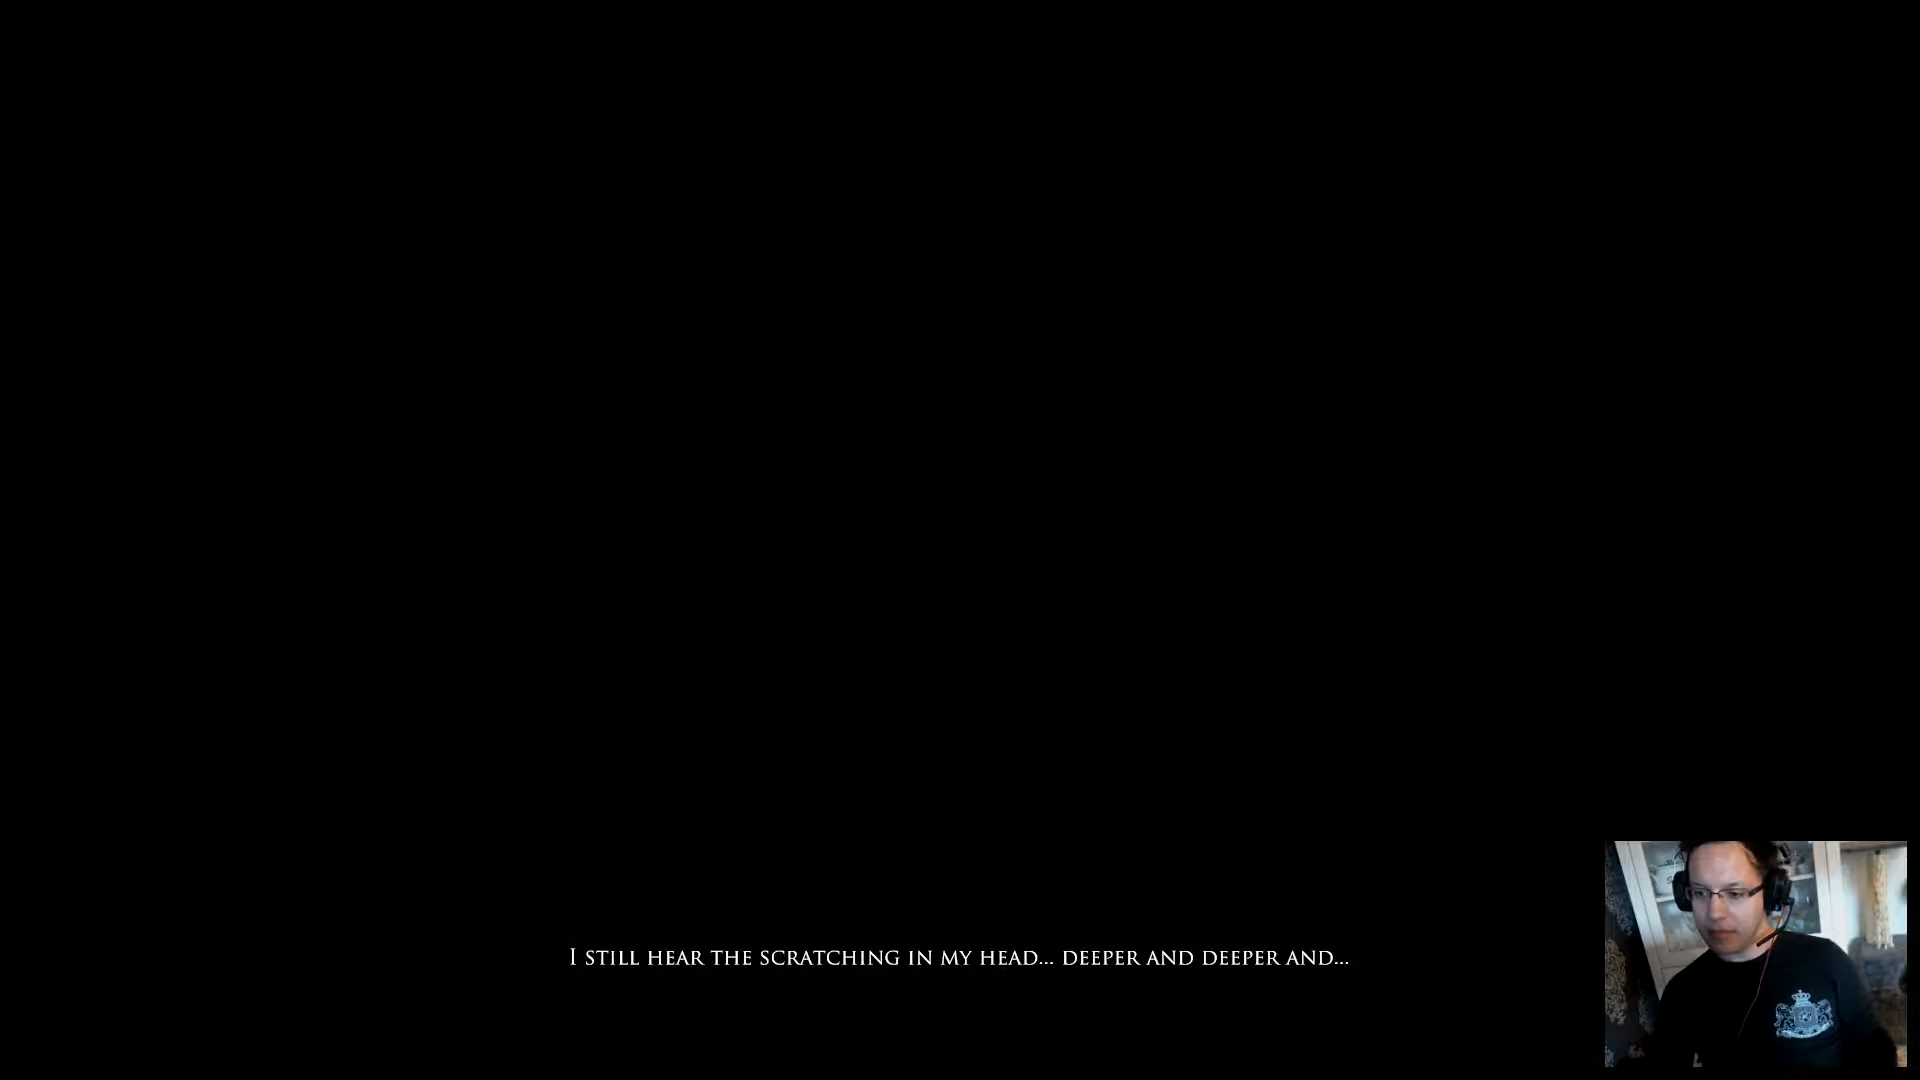 I STILL HEAR THE SCRATCHING IN MY HEAD... DEEPER AND DEEPER AND...